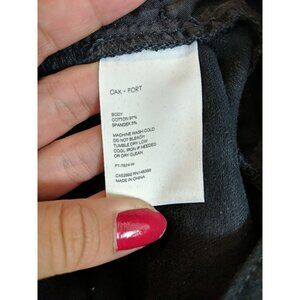 OAK - FORT
BODY
COTTON 97%
SPANDEX 3%
MACHINE WASH COLD
DO NOT BLEACH
TUMBLE DRY LOW
COOL IRON IF NEEDED
OR DRY CLEAN
MADE IN CHINA